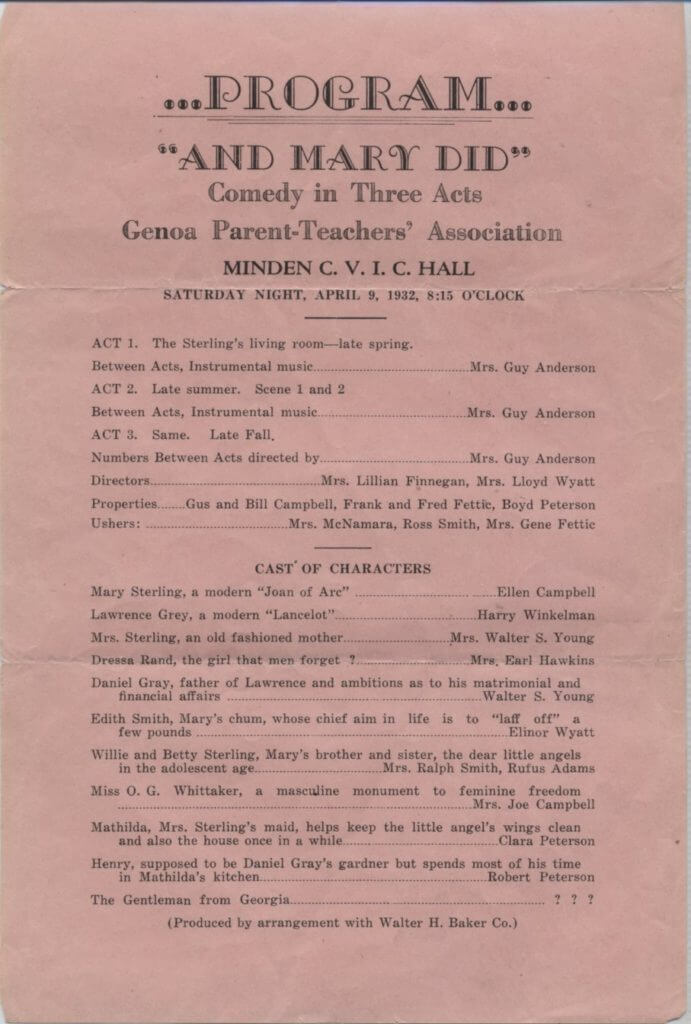 ...PROGRAM...
"AND MARY DID"
Comedy in Three Acts
Genoa Parent-Teachers' Association
MINDEN C. V. I. C. HALL
SATURDAY NIGHT, APRIL 9, 1932, 8:15 O'CLOCK
ACT 1. The Sterling's living room—late spring.
Between Acts, Instrumental music........Mrs. Guy Anderson
ACT 2. Late summer. Scene 1 and 2
Between Acts, Instrumental music........Mrs. Guy Anderson
ACT 3. Same. Late Fall.
Numbers Between Acts directed by........Mrs. Guy Anderson
Directors........Mrs. Lillian Finnegan, Mrs. Lloyd Wyatt
Properties........Gus and Bill Campbell, Frank and Fred Fettic, Boyd Peterson
Ushers: ........Mrs. McNamara, Ross Smith, Mrs. Gene Fettic
CAST OF CHARACTERS
Mary Sterling, a modern "Joan of Arc" ........Ellen Campbell
Lawrence Grey, a modern "Lancelot"........Harry Winkelman
Mrs. Sterling, an old fashioned mother........Mrs. Walter S. Young
Dressa Rand, the girl that men forget ?........Mrs. Earl Hawkins
Daniel Gray, father of Lawrence and ambitions as to his matrimonial and
financial affairs ........Walter S. Young
Edith Smith, Mary's chum, whose chief aim in life is to "laff off" a
few pounds ........Elinor Wyatt
Willie and Betty Sterling, Mary's brother and sister, the dear little angels
in the adolescent age........Mrs. Ralph Smith, Rufus Adams
Miss O. G. Whittaker, a masculine monument to feminine freedom
........Mrs. Joe Campbell
Mathilda, Mrs. Sterling's maid, helps keep the little angel's wings clean
and also the house once in a while........Clara Peterson
Henry, supposed to be Daniel Gray's gardner but spends most of his time
in Mathilda's kitchen........Robert Peterson
The Gentleman from Georgia........ ? ? ?
(Produced by arrangement with Walter H. Baker Co.)